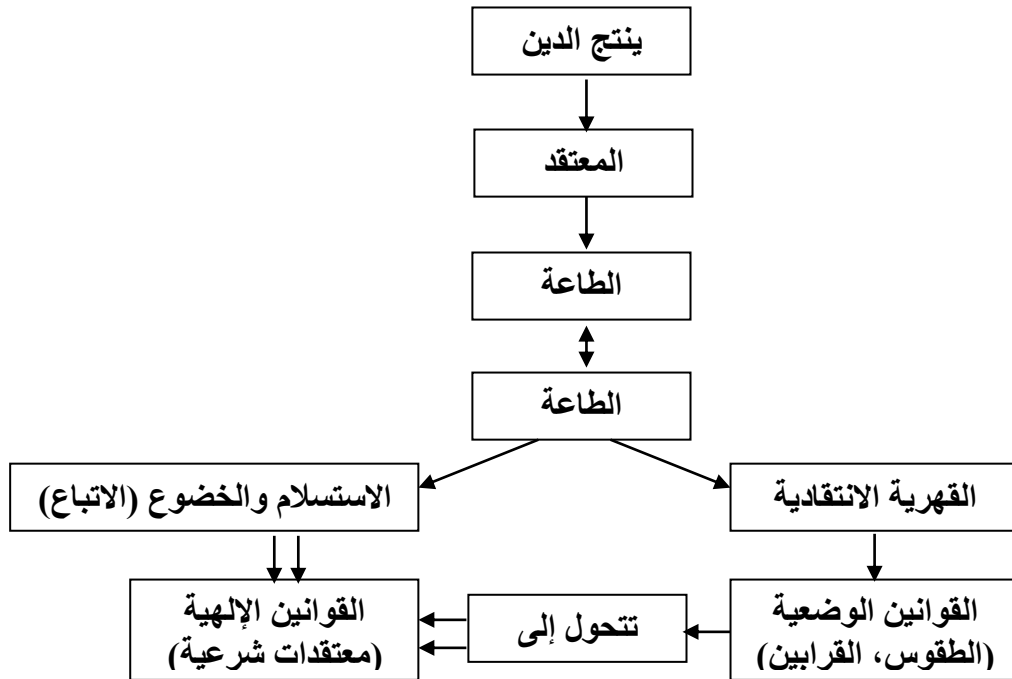 ينتج الدين
المعتقد
الطاعة
الطاعة
القهرية الانتقادية
الاستسلام والخضوع (الاتباع)
القوانين الوضعية
(الطقوس، القرابين)
تتحول إلى
القوانين الإلهية
(معتقدات شرعية)